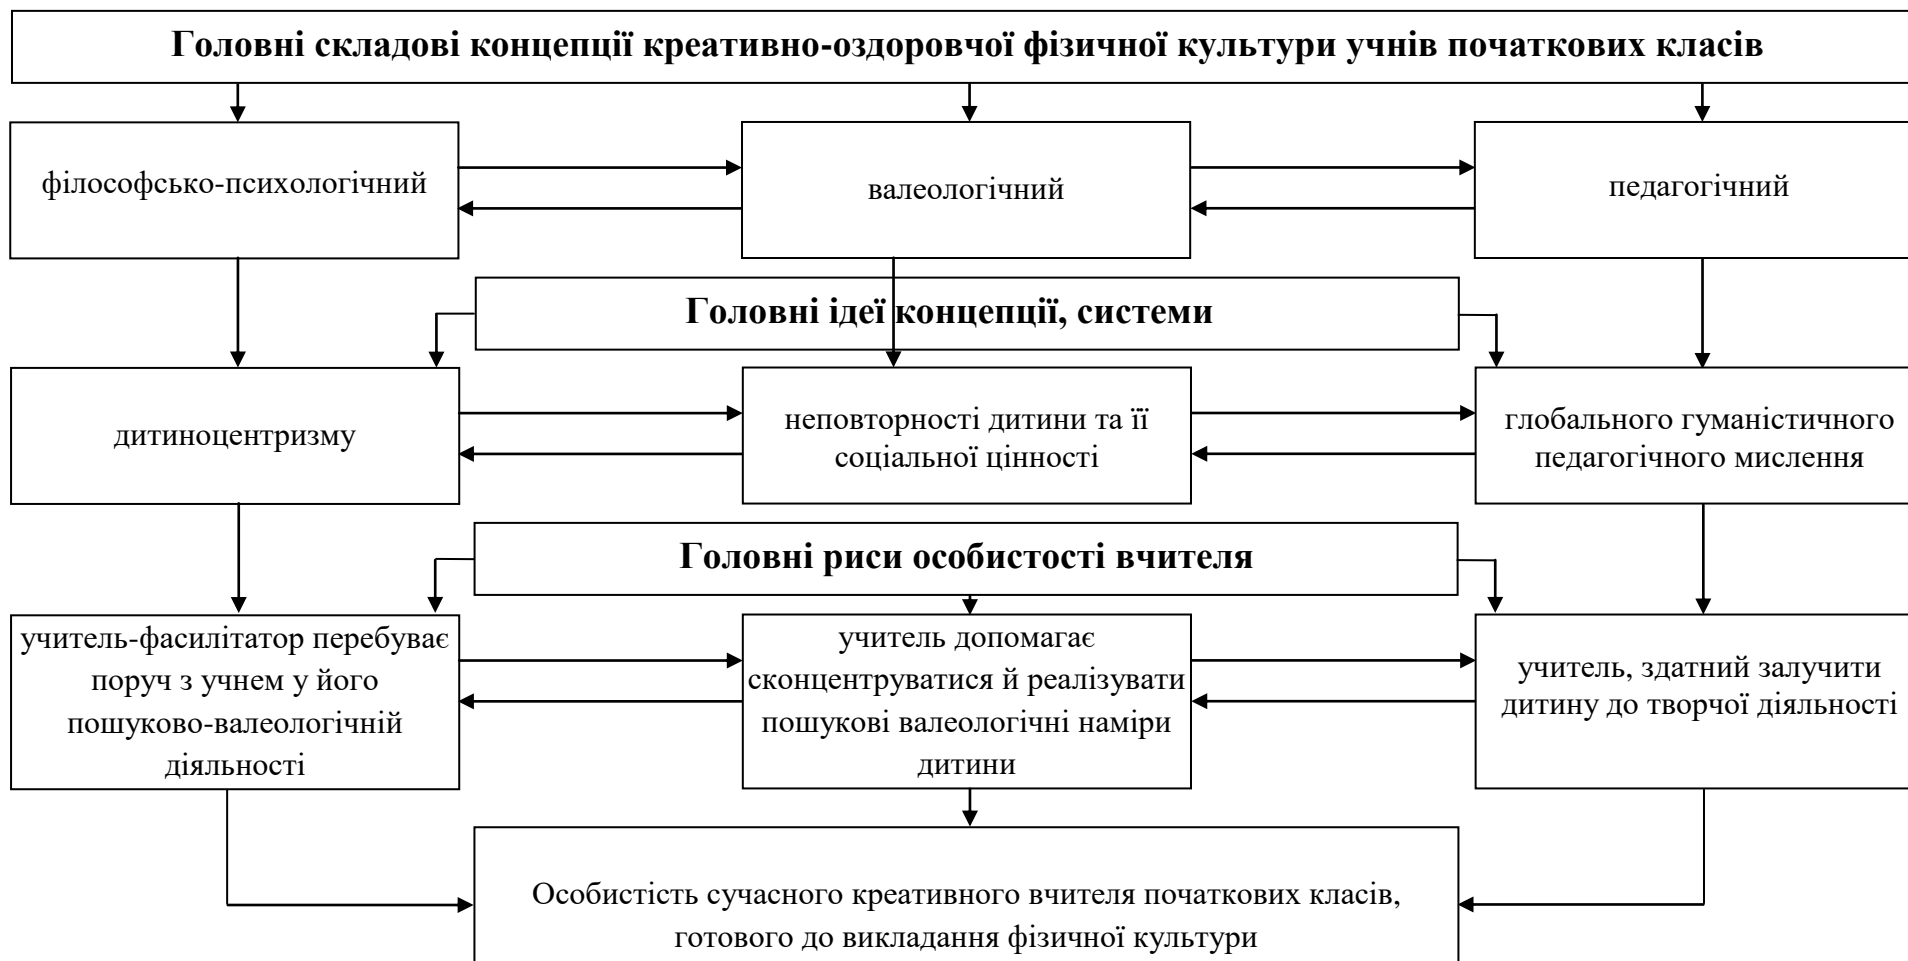 Головні складові концепції креативно-оздоровчої фізичної культури учнів початкових класів
філософсько-психологічний
валеологічний
педагогічний
Головні ідеї концепції, системи
дитиноцентризму
неповторності дитини та її
соціальної цінності
глобального гуманістичного
педагогічного мислення
Головні риси особистості вчителя
учитель-фасилітатор перебуває
поруч з учнем у його
пошуково-валеологічній
діяльності
учитель допомагає
сконцентруватися й реалізувати
пошукові валеологічні наміри
дитини
учитель, здатний залучити
дитину до творчої діяльності
Особистість сучасного креативного вчителя початкових класів,
готового до викладання фізичної культури